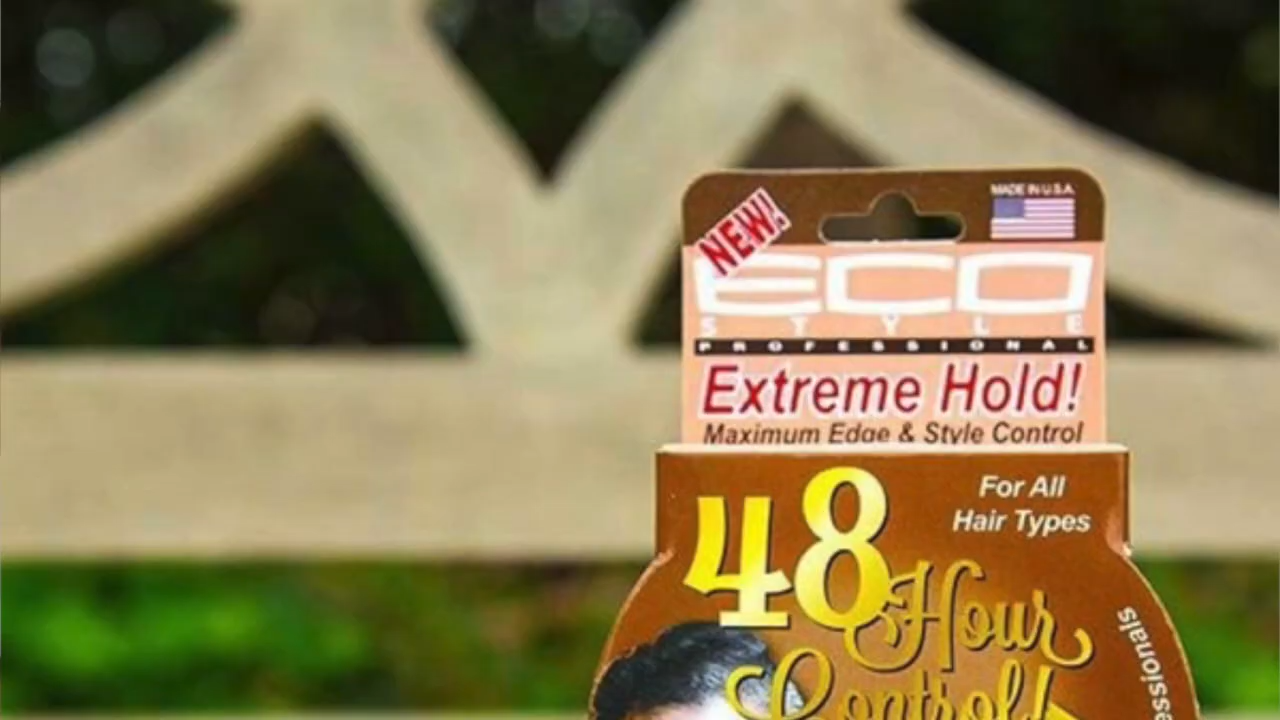 MADE IN U.S.A.
NEW!
ECO
STYLE
PROFESSIONAL
Extreme Hold!
Maximum Edge & Style Control
48
For All
Hair Types
Hour
Control!
essionals